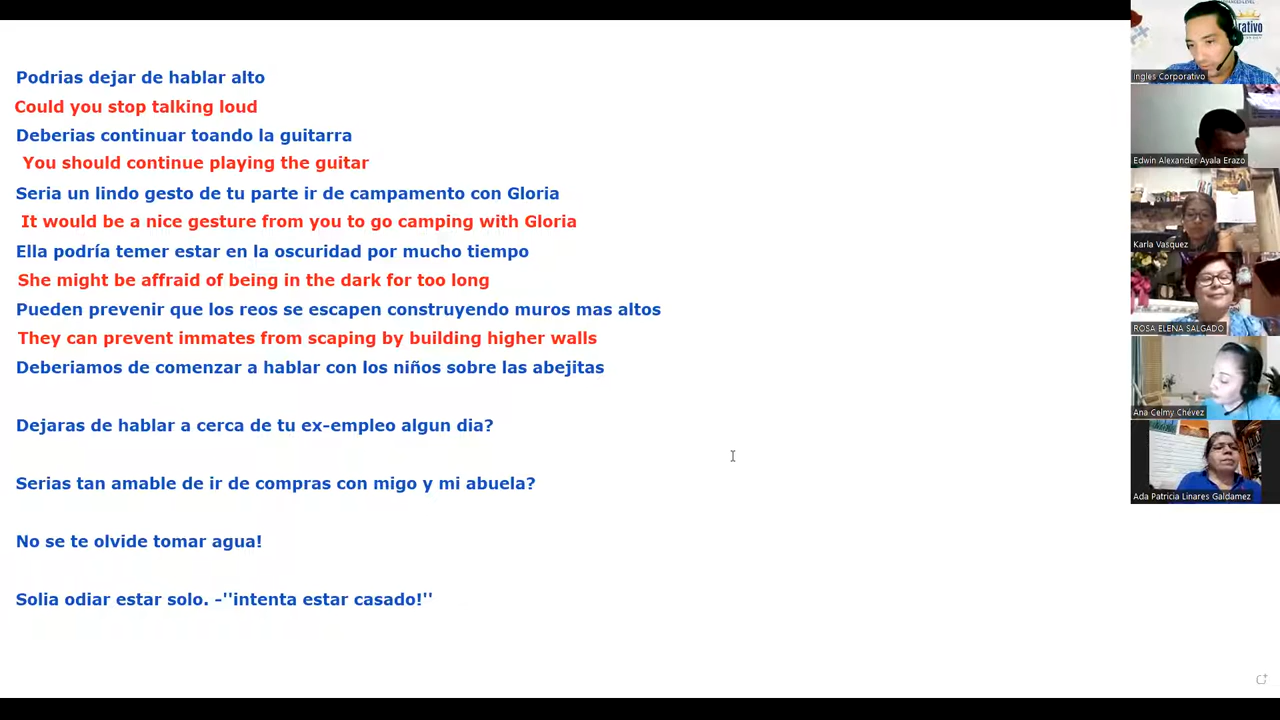 Podrias dejar de hablar alto
Could you stop talking loud
Deberias continuar toando la guitarra
You should continue playing the guitar
Seria un lindo gesto de tu parte ir de campamento con Gloria
It would be a nice gesture from you to go camping with Gloria
Ella podría temer estar en la oscuridad por mucho tiempo
She might be affraid of being in the dark for too long
Pueden prevenir que los reos se escapen construyendo muros mas altos
They can prevent immates from scaping by building higher walls
Deberiamos de comenzar a hablar con los niños sobre las abejitas
Dejaras de hablar a cerca de tu ex-empleo algun dia?
Serias tan amable de ir de compras con migo y mi abuela?
No se te olvide tomar agua!
Solia odiar estar solo. -''intenta estar casado!''
Ingles Corporativo
Edwin Alexander Ayala Erazo
Karla Vasquez
ROSA ELENA SALGADO
Ana Celmy Chévez
Ada Patricia Linares Galdamez